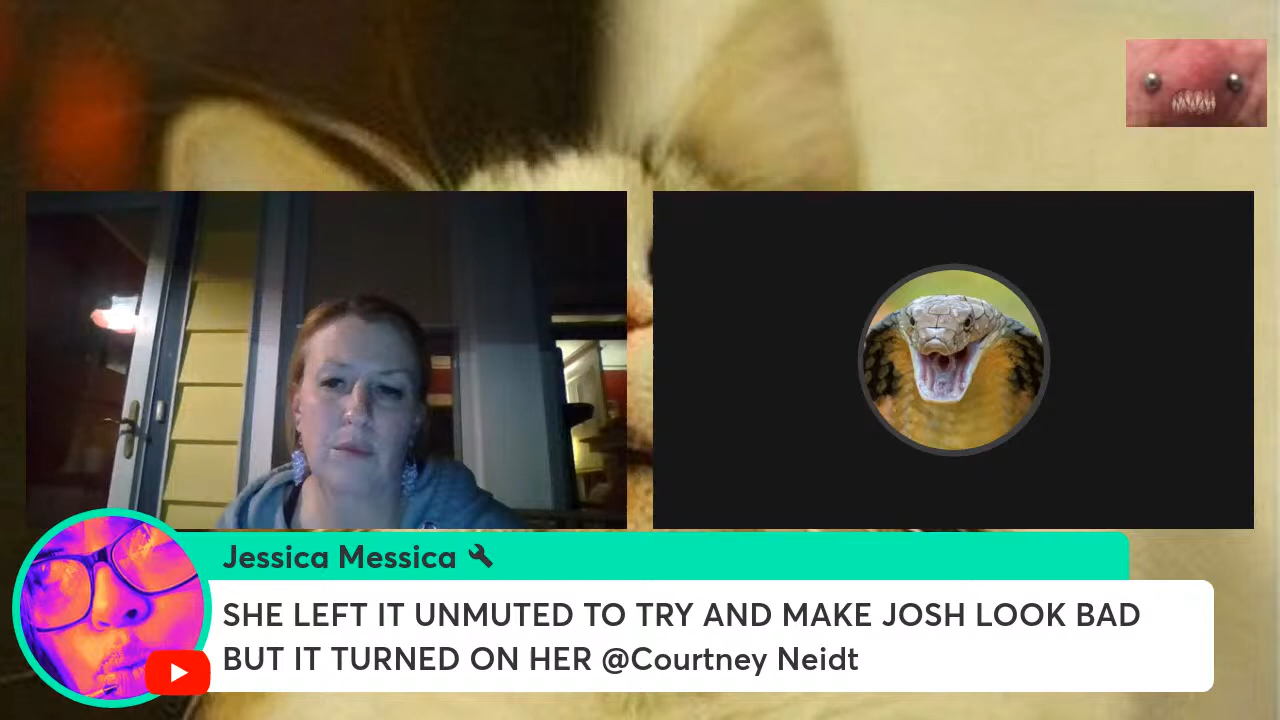 Jessica Messica
SHE LEFT IT UNMUTED TO TRY AND MAKE JOSH LOOK BAD
BUT IT TURNED ON HER @Courtney Neidt